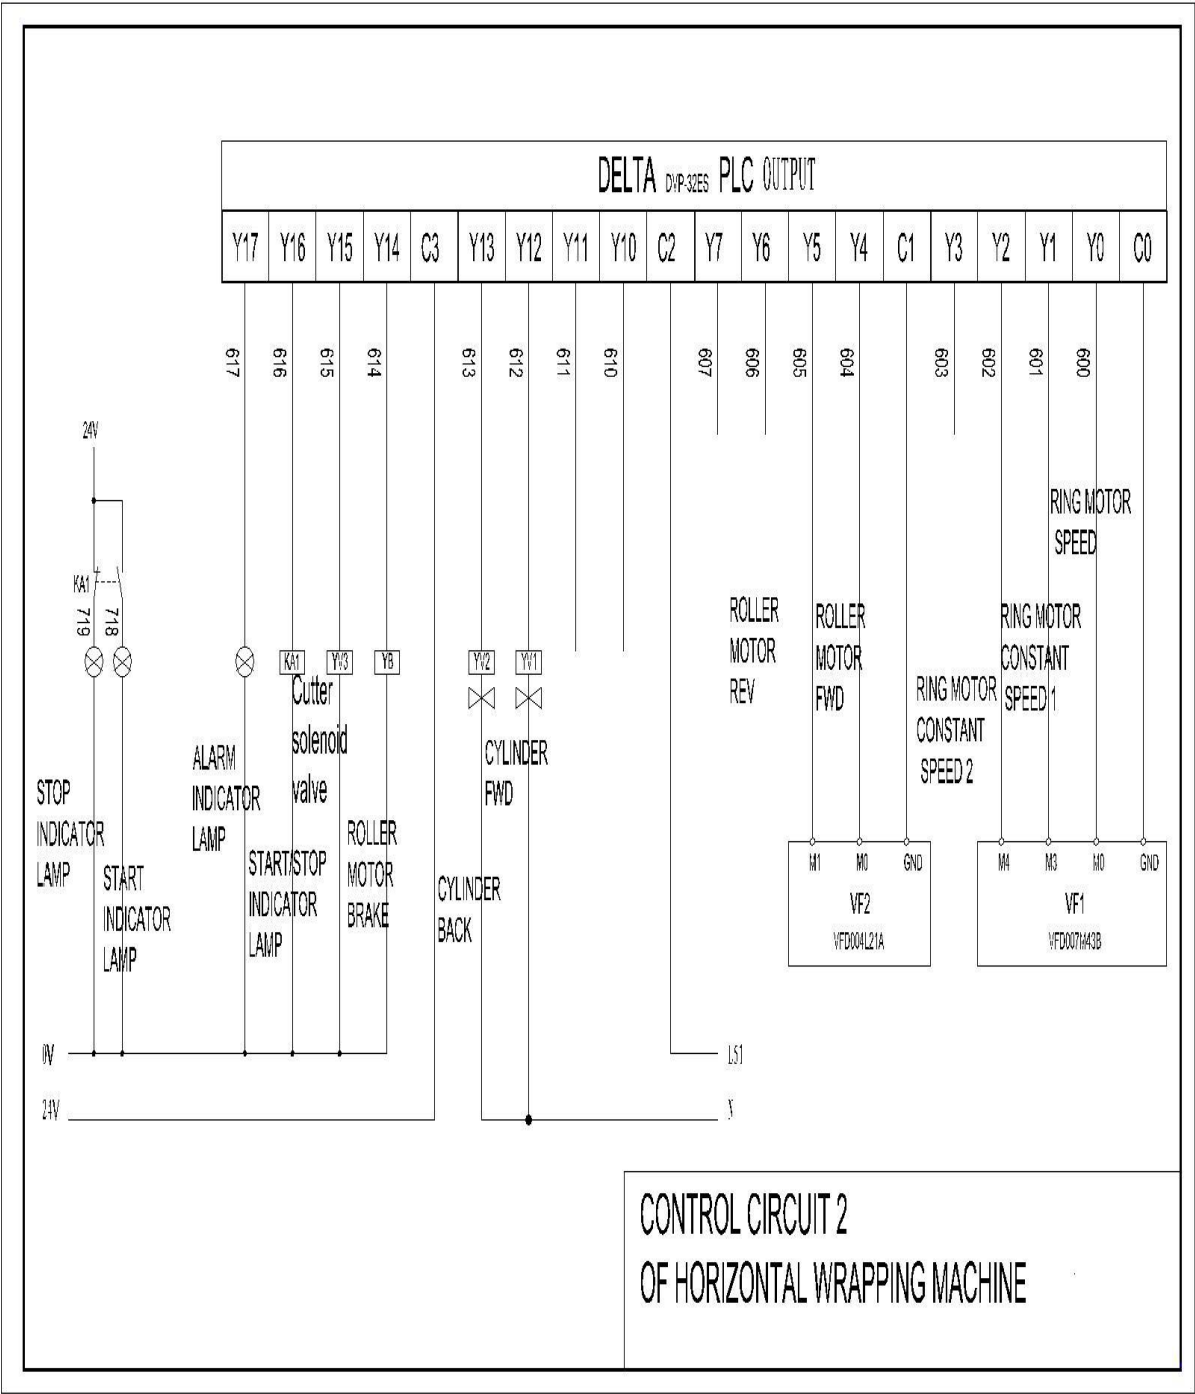 DELTA DVP-32ES PLC OUTPUT
Y17 Y16 Y15 Y14 C3 Y13 Y12 Y11 Y10 C2 Y7 Y6 Y5 Y4 C1 Y3 Y2 Y1 Y0 C0
617 616 615 614 613 612 611 610 607 606 605 604 603 602 601 600
24V
KA1
719 718
KA1 YV3 YB YV2 YV1
RING MOTOR
SPEED
ROLLER
MOTOR
REV
ROLLER
MOTOR
FWD
RING MOTOR
CONSTANT
SPEED 1
RING MOTOR
CONSTANT
SPEED 2
Cutter
solenoid
valve
CYLINDER
FWD
ALARM
INDICATOR
LAMP
STOP
INDICATOR
LAMP
START
INDICATOR
LAMP
START/STOP
INDICATOR
LAMP
ROLLER
MOTOR
BRAKE
CYLINDER
BACK
M1 M0 GND
VF2
VFD004L21A
M4 M3 M0 GND
VF1
VFD007M43B
0V
L51
24V
N
CONTROL CIRCUIT 2
OF HORIZONTAL WRAPPING MACHINE